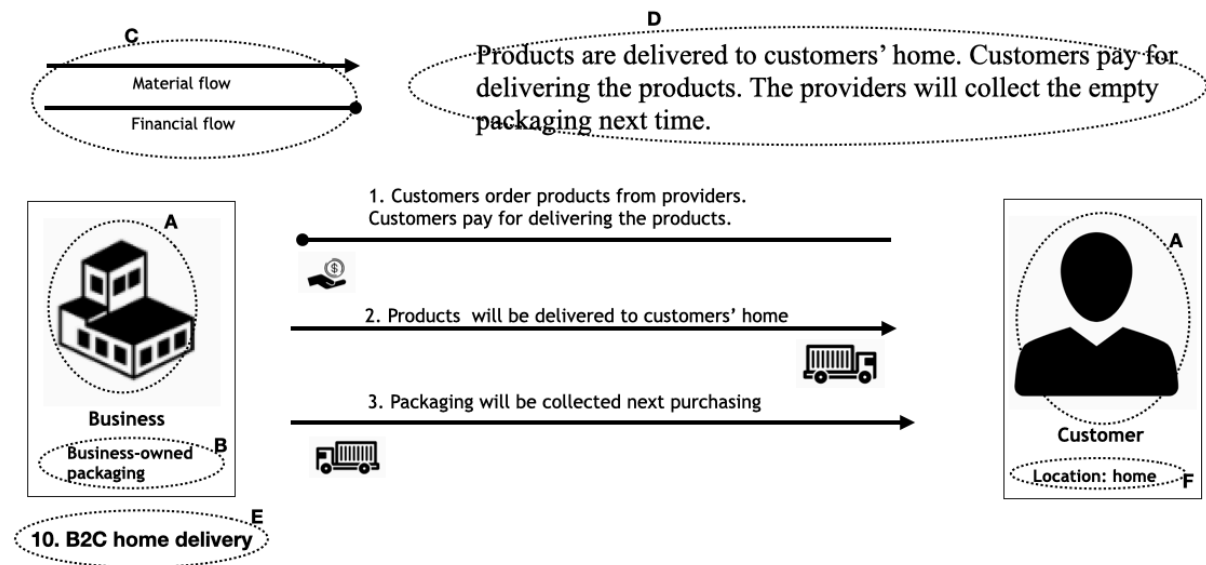 C
D
Material flow
Financial flow
Products are delivered to customers’ home. Customers pay for
delivering the products. The providers will collect the empty
packaging next time.
1. Customers order products from providers.
Customers pay for delivering the products.
A
A
$
2. Products will be delivered to customers’ home
3. Packaging will be collected next purchasing
Business
Customer
Business-owned
packaging
B
Location: home
F
E
10. B2C home delivery